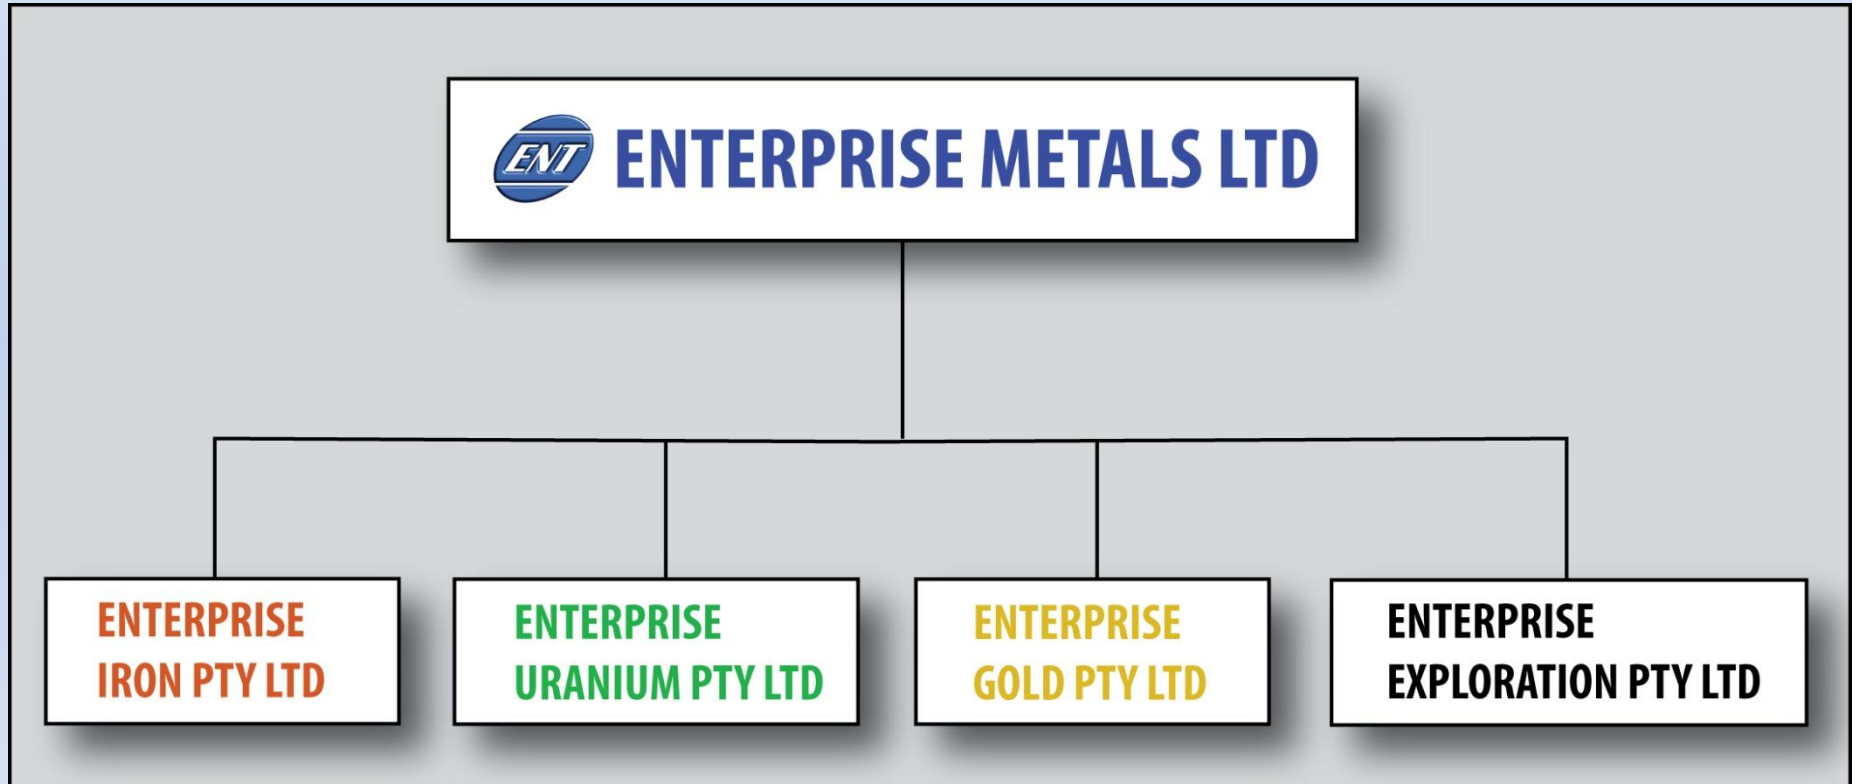 ENT ENTERPRISE METALS LTD
ENTERPRISE
IRON PTY LTD
ENTERPRISE
URANIUM PTY LTD
ENTERPRISE
GOLD PTY LTD
ENTERPRISE
EXPLORATION PTY LTD